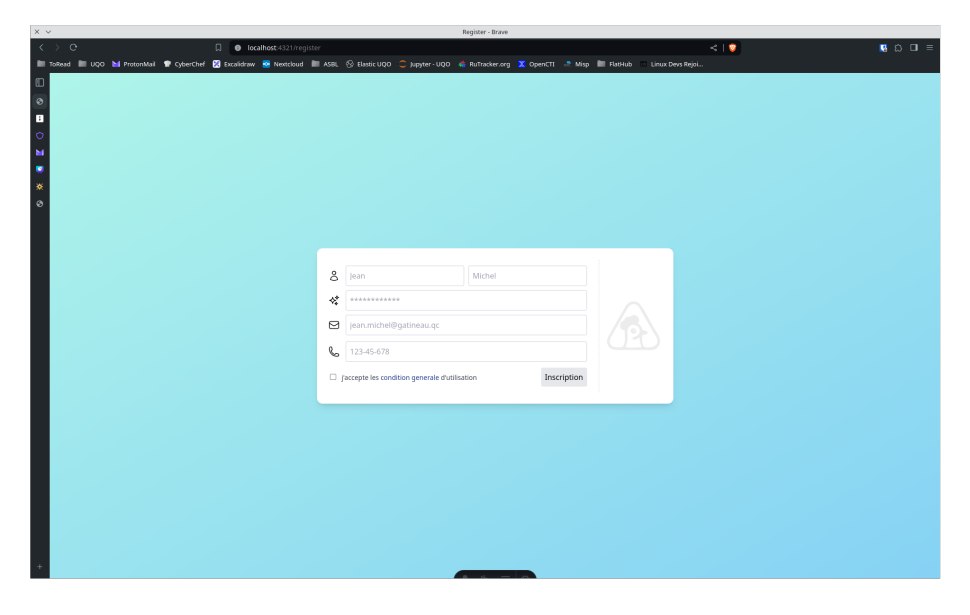 Register - Brave
localhost:4321/register
ToRead UQO ProtonMail CyberChef Excalidraw Nextcloud ASBL Elastic UQO Jupyter - UQO RuTracker.org OpenCTI Misp FlatHub Linux Devs Rejoi...
Jean Michel
************
jean.michel@gatineau.qc
123-45-678
J'accepte les condition generale d'utilisation Inscription